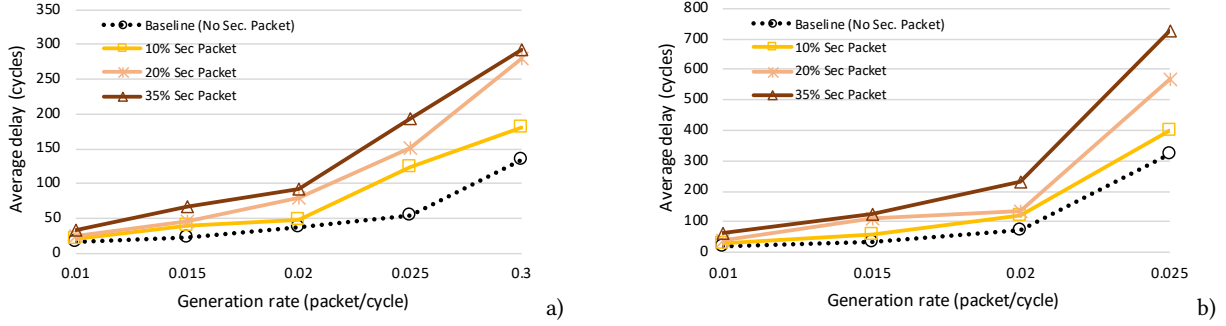 Average delay (cycles)
350
300
250
200
150
100
50
0
Baseline (No Sec. Packet)
10% Sec Packet
20% Sec Packet
35% Sec Packet
0.01 0.015 0.02 0.025 0.3
Generation rate (packet/cycle)
a)
Average delay (cycles)
800
700
600
500
400
300
200
100
0
Baseline (No Sec. Packet)
10% Sec Packet
20% Sec Packet
35% Sec Packet
0.01 0.015 0.02 0.025
Generation rate (packet/cycle)
b)